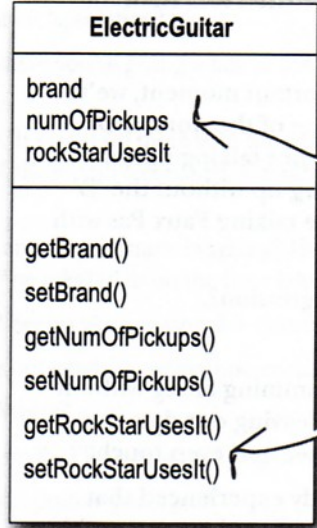 ElectricGuitar
brand
numOfPickups
rockStarUsesIt
getBrand()
setBrand()
getNumOfPickups()
setNumOfPickups()
getRockStarUsesIt()
setRockStarUsesIt()